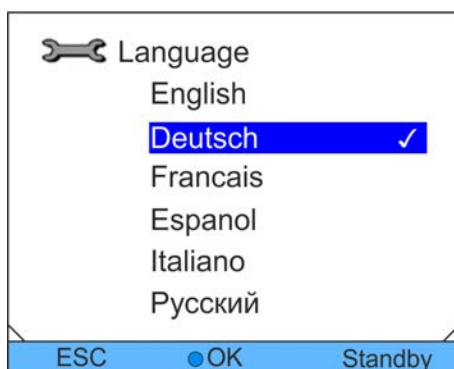 Language
English
Deutsch ✓
Francais
Espanol
Italiano
Русский
ESC OK Standby